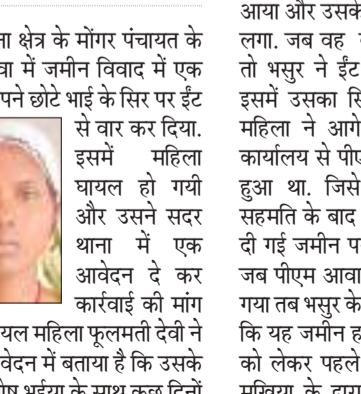 ना क्षेत्र के मोंगर पंचायत के
वा में जमीन विवाद में एक
पने छोटे भाई के सिर पर ईंट
से वार कर दिया.
इसमें महिला
घायल हो गयी
और उसने सदर
थाना में एक
आवेदन दे कर
कार्रवाई की मांग
यल महिला फूलमती देवी ने
वेदन में बताया है कि उसके
भईया के साथ कुछ दिनों
आया और उसके
लगा. जब वह
तो भसुर ने ईंट
इसमें उसका
महिला ने आगे
कार्यालय से
हुआ था. जिसे
सहमति के बाद
दी गई जमीन
जब पीएम आवा
गया तब भसुर के
कि यह जमीन ह
को लेकर पहले
मुखिया के द्वारा